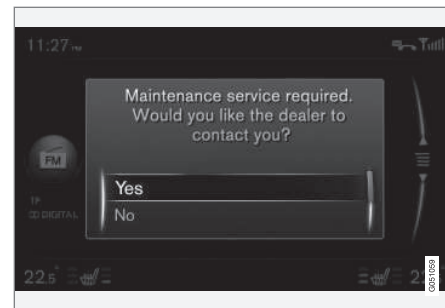 11:27
Maintenance service required.
Would you like the dealer to
contact you?
FM
Yes
No
TP
DIGITAL
22.5
G051059